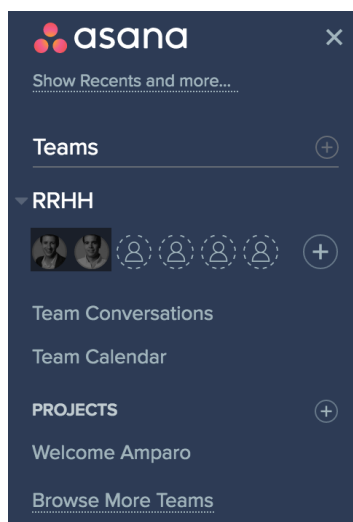 asana
Show Recents and more...
Teams
RRHH
Team Conversations
Team Calendar
PROJECTS
Welcome Amparo
Browse More Teams